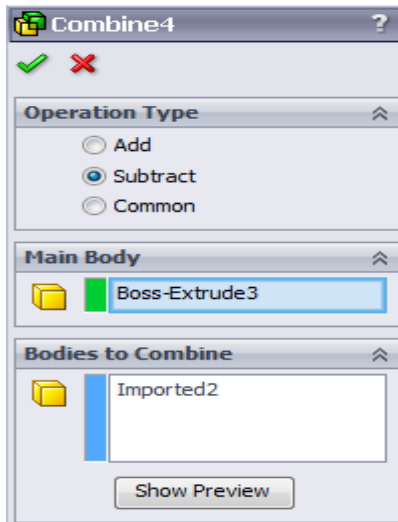 Combine4 ?
Operation Type
Add
Subtract
Common
Main Body
Boss-Extrude3
Bodies to Combine
Imported2
Show Preview